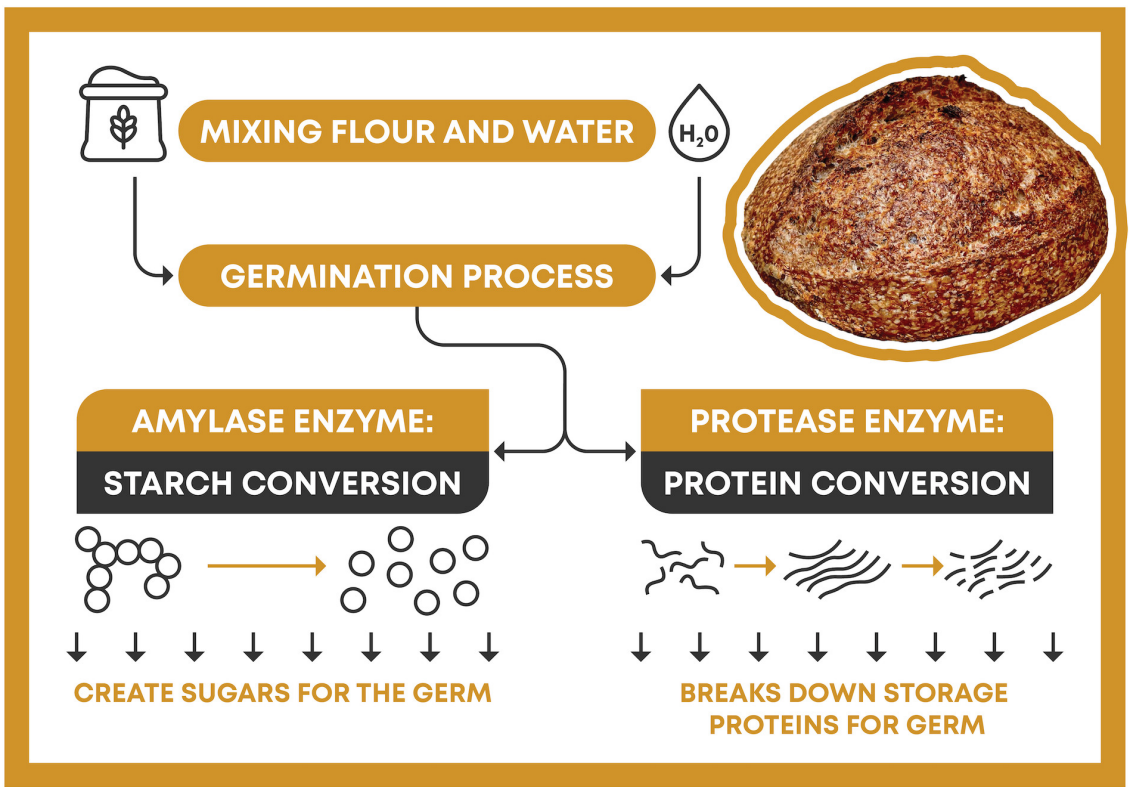 MIXING FLOUR AND WATER
H₂0
GERMINATION PROCESS
AMYLASE ENZYME:
STARCH CONVERSION
PROTEASE ENZYME:
PROTEIN CONVERSION
CREATE SUGARS FOR THE GERM
BREAKS DOWN STORAGE
PROTEINS FOR GERM